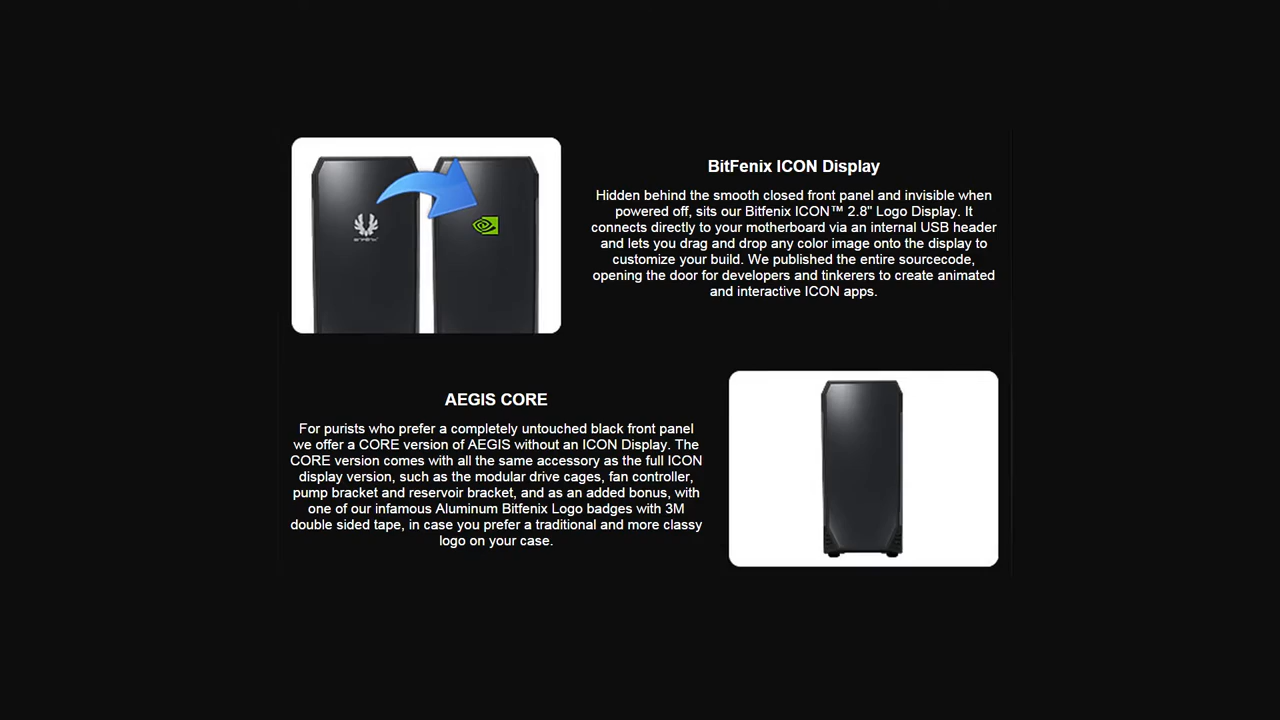 BitFenix ICON Display
Hidden behind the smooth closed front panel and invisible when
powered off, sits our Bitfenix ICON™ 2.8" Logo Display. It
connects directly to your motherboard via an internal USB header
and lets you drag and drop any color image onto the display to
customize your build. We published the entire sourcecode,
opening the door for developers and tinkerers to create animated
and interactive ICON apps.
AEGIS CORE
For purists who prefer a completely untouched black front panel
we offer a CORE version of AEGIS without an ICON Display. The
CORE version comes with all the same accessory as the full ICON
display version, such as the modular drive cages, fan controller,
pump bracket and reservoir bracket, and as an added bonus, with
one of our infamous Aluminum Bitfenix Logo badges with 3M
double sided tape, in case you prefer a traditional and more classy
logo on your case.